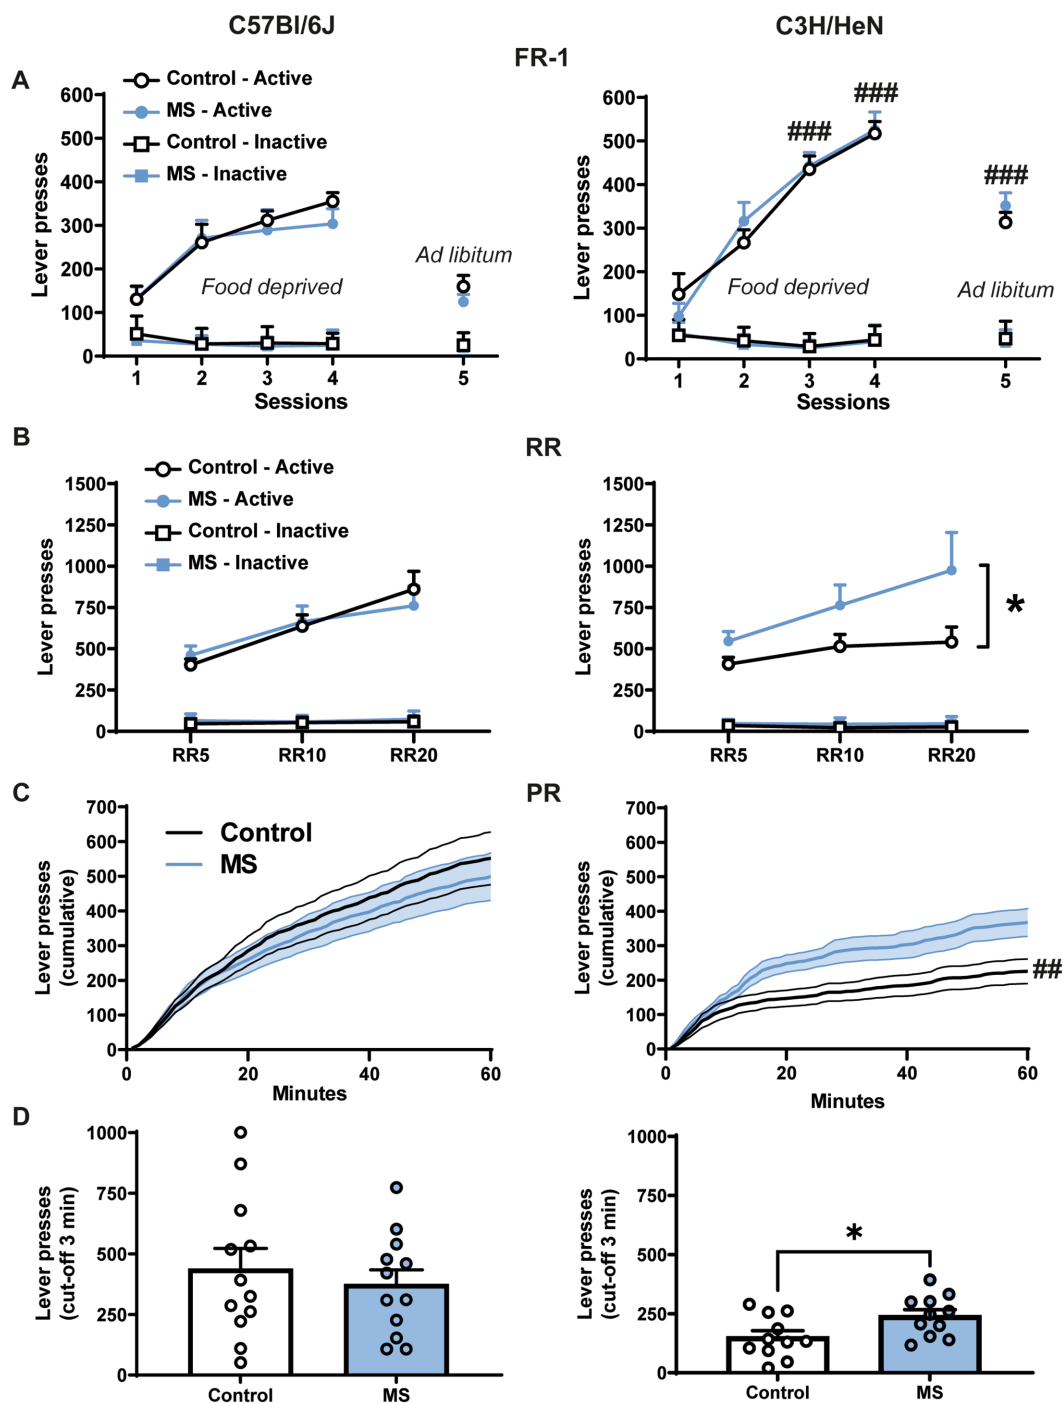 C57Bl/6J
C3H/HeN
FR-1
A
Control - Active
MS - Active
Control - Inactive
MS - Inactive
Lever presses
600
500
400
300
200
100
0
Food deprived
Ad libitum
1 2 3 4 5
Sessions
Lever presses
600
500
400
300
200
100
0
###
###
###
Food deprived
Ad libitum
1 2 3 4 5
Sessions
B
RR
Control - Active
MS - Active
Control - Inactive
MS - Inactive
Lever presses
1500
1250
1000
750
500
250
0
RR5 RR10 RR20
Lever presses
1500
1250
1000
750
500
250
0
*
RR5 RR10 RR20
C
PR
Control
MS
Lever presses
(cumulative)
700
600
500
400
300
200
100
0
0 20 40 60
Minutes
Lever presses
(cumulative)
700
600
500
400
300
200
100
0
##
0 20 40 60
Minutes
D
Lever presses
(cut-off 3 min)
1000
750
500
250
0
Control MS
Lever presses
(cut-off 3 min)
1000
500
250
0
*
Control MS